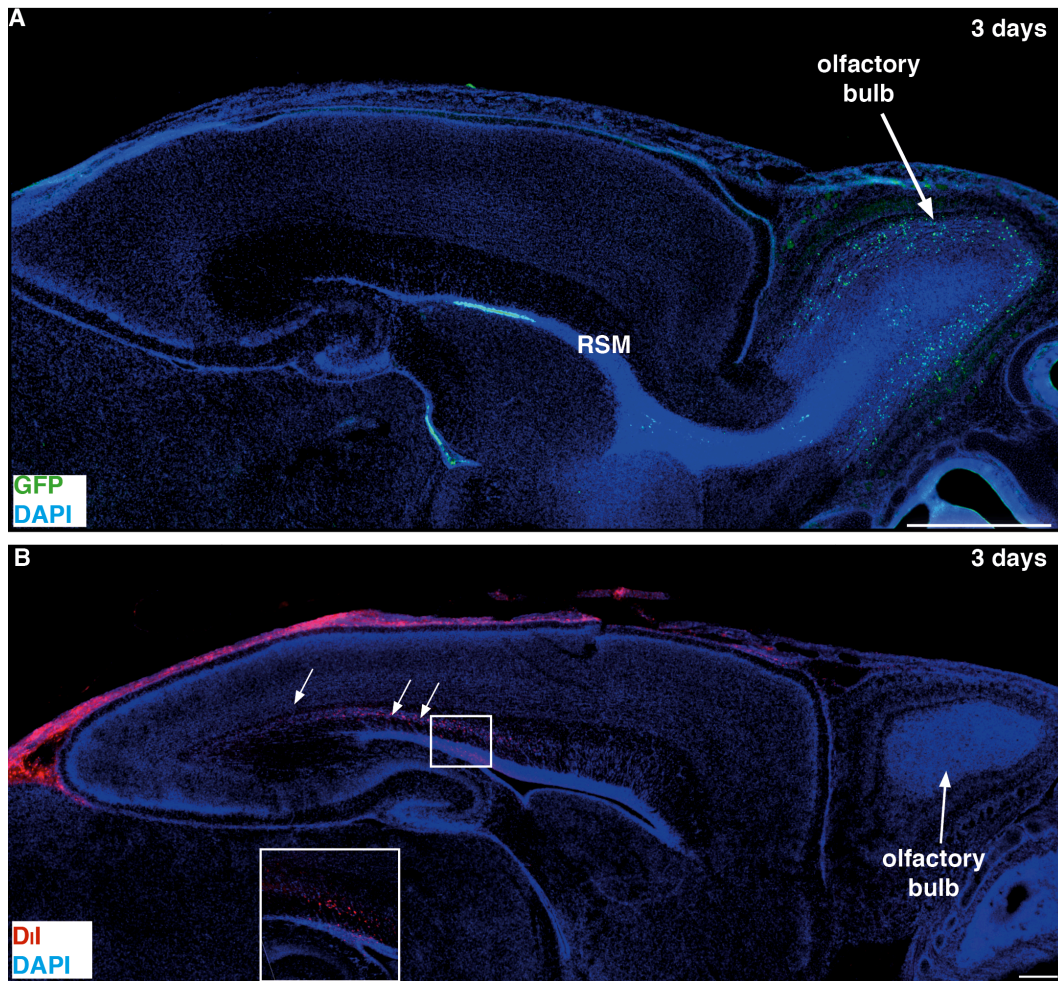 A
3 days
olfactory
bulb
RSM
GFP
DAPI
B
3 days
olfactory
bulb
DiI
DAPI